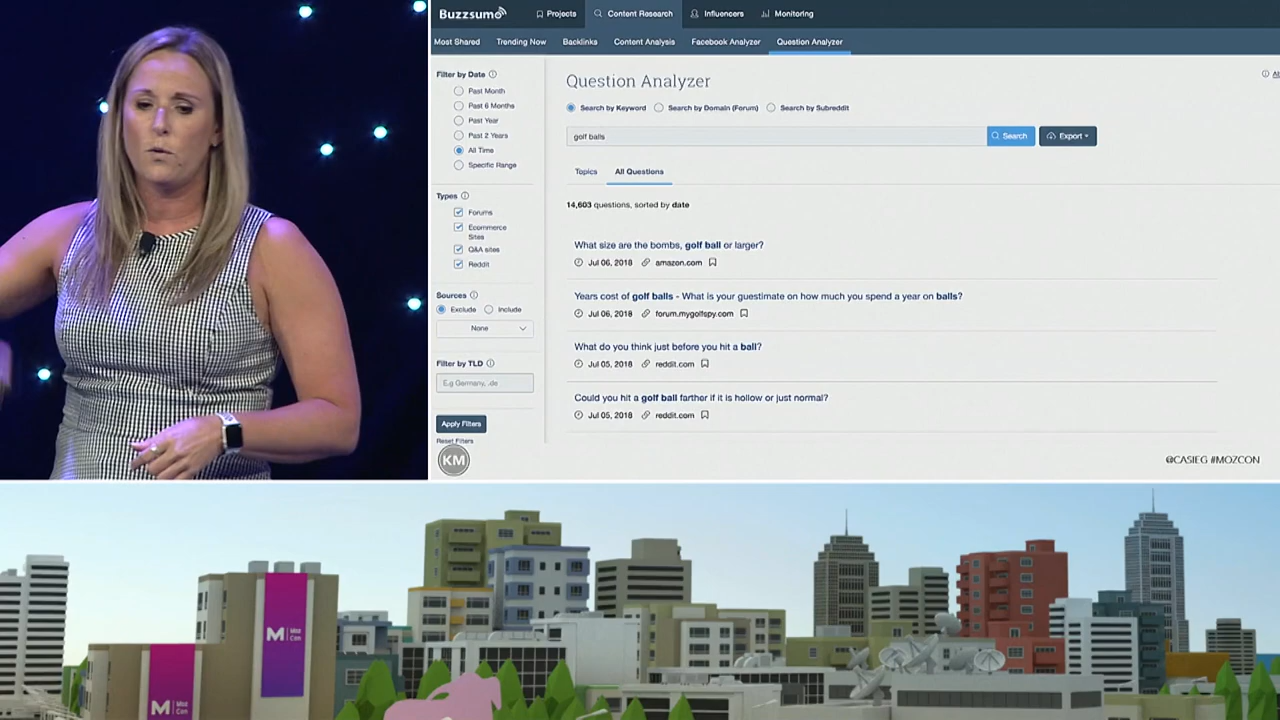 Buzzsumo
Projects
Content Research
Influencers
Monitoring
Most Shared
Trending Now
Backlinks
Content Analysis
Facebook Analyzer
Question Analyzer
Filter by Date
Past Month
Past 6 Months
Past Year
Past 2 Years
All Time
Specific Range
Types
Forums
Ecommerce
Sites
Q&A sites
Reddit
Sources
Exclude
Include
None
Filter by TLD
E.g Germany, .de
Apply Filters
Reset Filters
KM
Question Analyzer
Search by Keyword
Search by Domain (Forum)
Search by Subreddit
golf balls
Search
Export
Topics
All Questions
14,603 questions, sorted by date
What size are the bombs, golf ball or larger?
Jul 06, 2018 amazon.com
Years cost of golf balls - What is your guestimate on how much you spend a year on balls?
Jul 06, 2018 forum.mygolfspy.com
What do you think just before you hit a ball?
Jul 05, 2018 reddit.com
Could you hit a golf ball farther if it is hollow or just normal?
Jul 05, 2018 reddit.com
@CASIEG #MOZCON
M Moz
Con
M Moz
Con